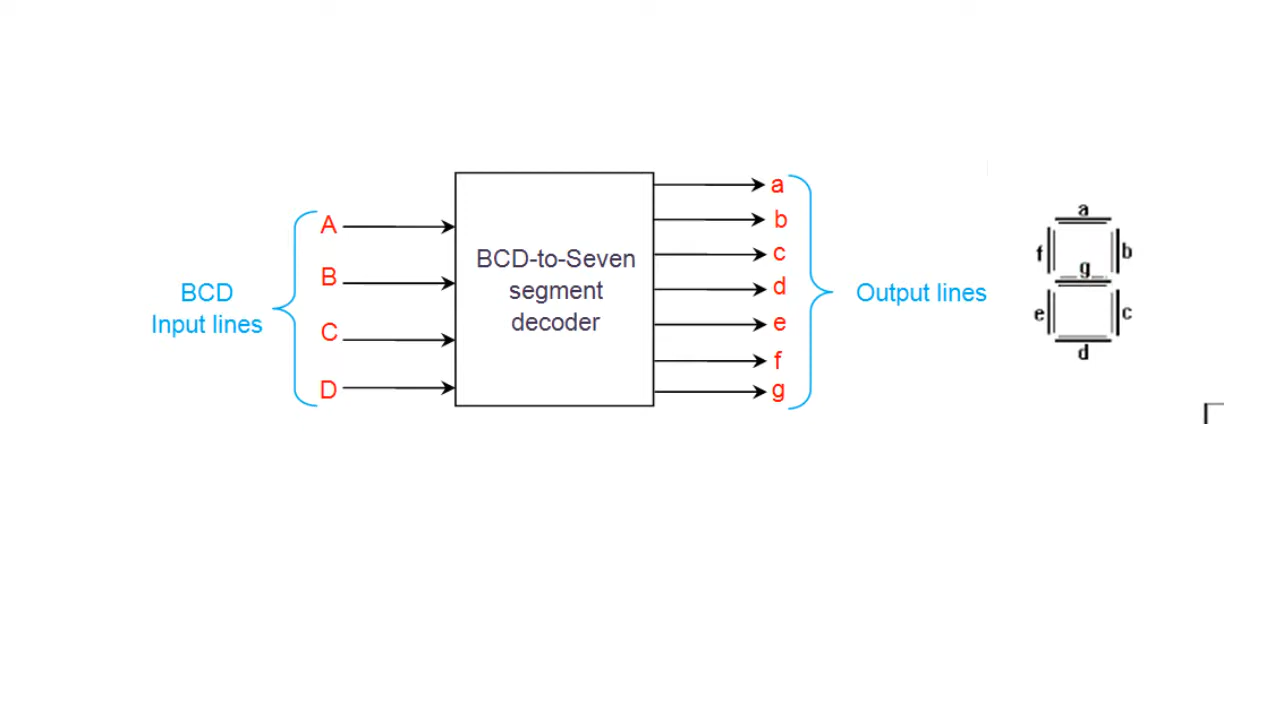 BCD
Input lines
A
B
C
D
BCD-to-Seven
segment
decoder
a
b
c
d
e
f
g
Output lines
a
f
b
g
e
c
d